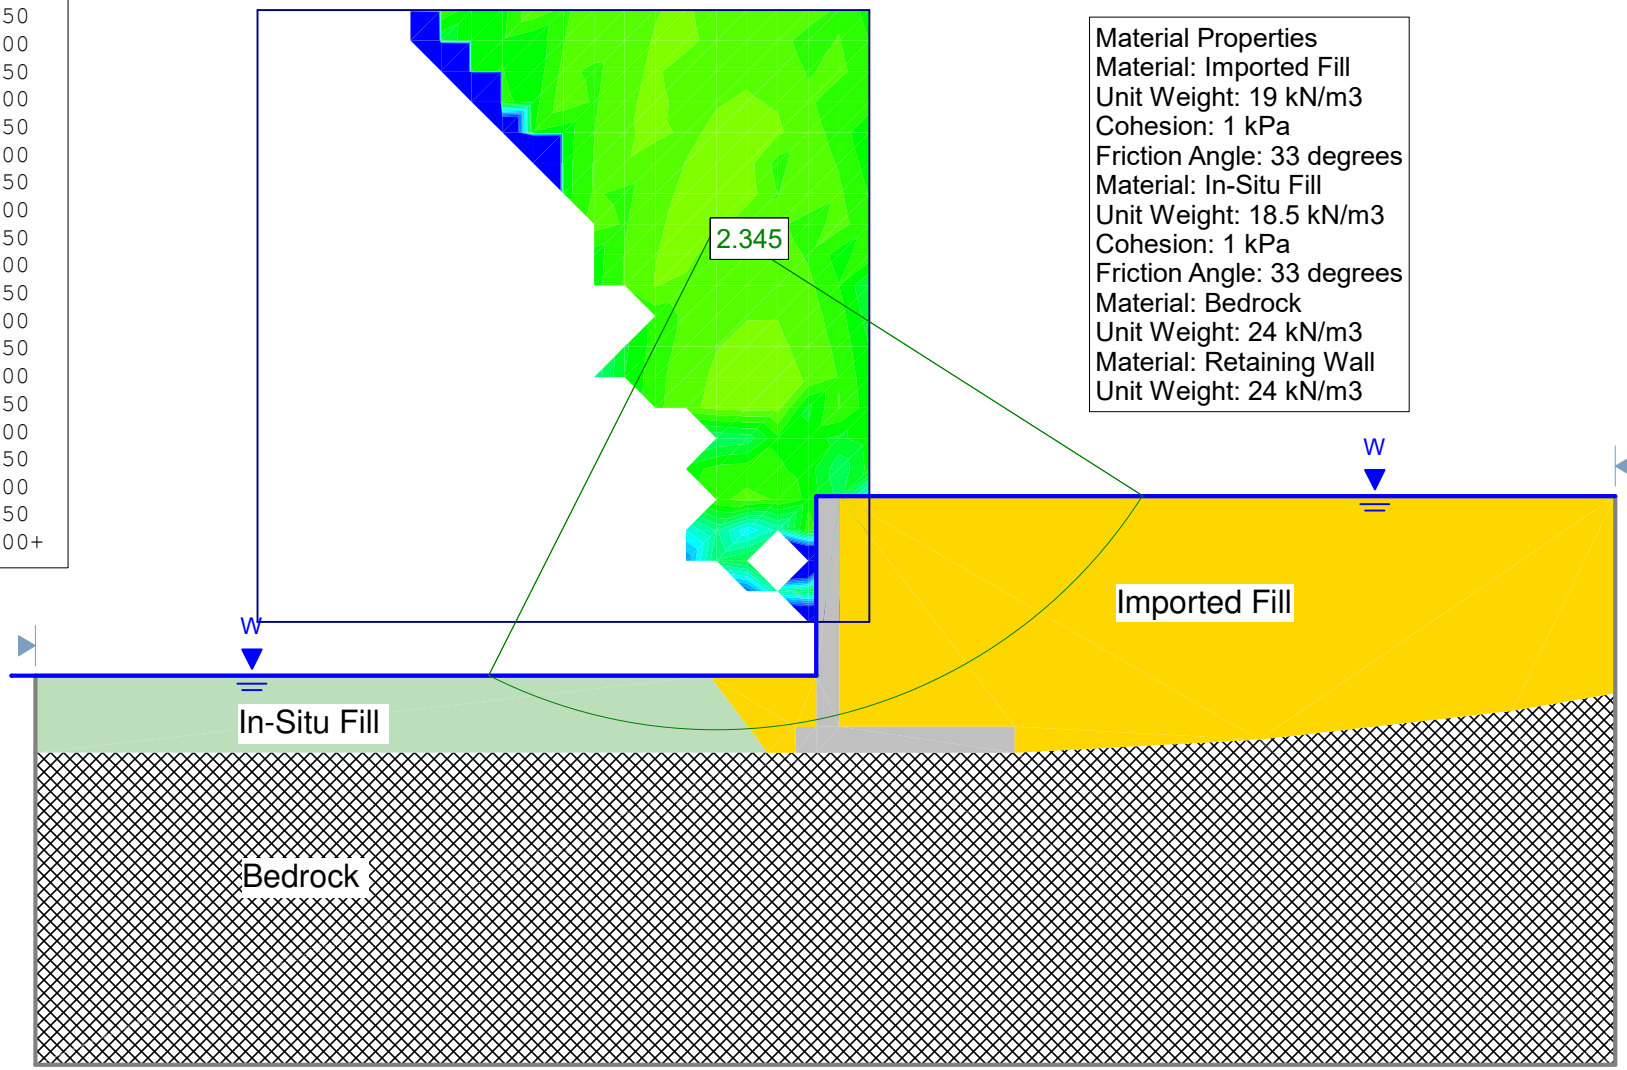 50
00
50
00
50
00
50
00
50
00
50
00
50
00
50
00
50
00
50
00+
Material Properties
Material: Imported Fill
Unit Weight: 19 kN/m3
Cohesion: 1 kPa
Friction Angle: 33 degrees
Material: In-Situ Fill
Unit Weight: 18.5 kN/m3
Cohesion: 1 kPa
Friction Angle: 33 degrees
Material: Bedrock
Unit Weight: 24 kN/m3
Material: Retaining Wall
Unit Weight: 24 kN/m3
2.345
W
Imported Fill
W
In-Situ Fill
Bedrock